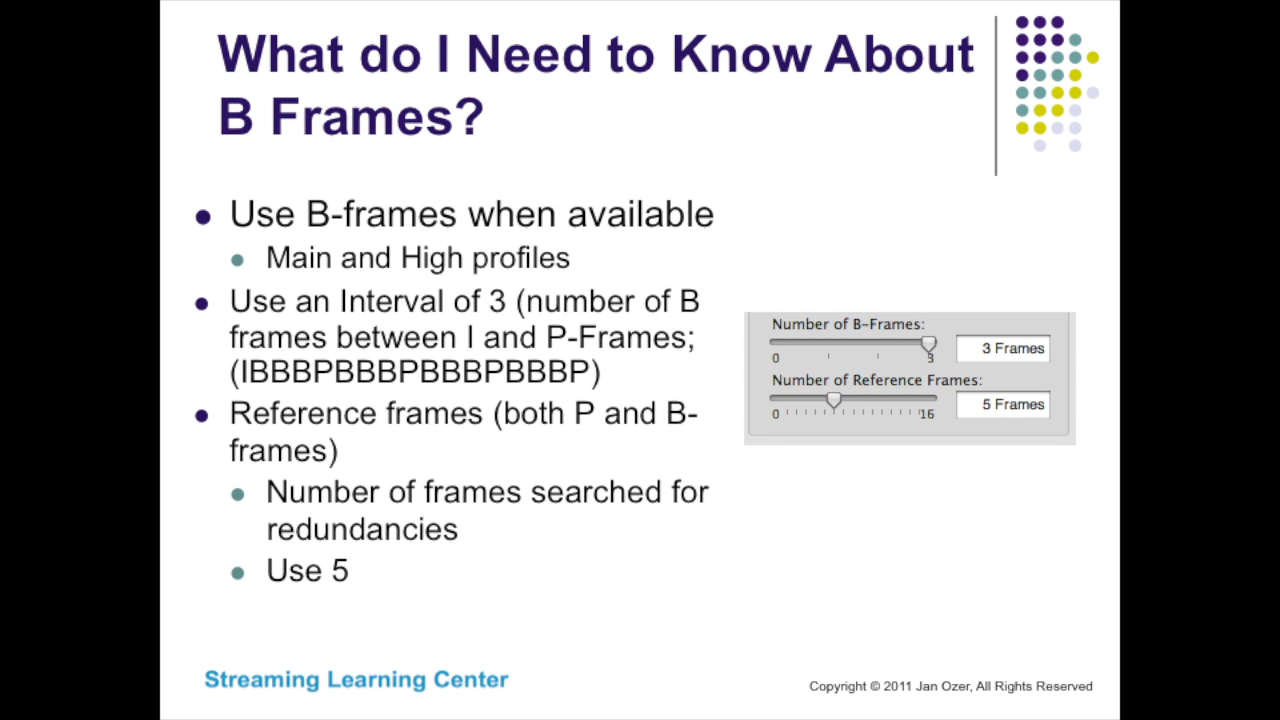 What do I Need to Know About
B Frames?
Use B-frames when available
Main and High profiles
Use an Interval of 3 (number of B
frames between I and P-Frames;
(IBBBPBBBPBBBPBBBP)
Reference frames (both P and B-
frames)
Number of frames searched for
redundancies
Use 5
Number of B-Frames:
3 Frames
0 3
Number of Reference Frames:
5 Frames
0 16
Streaming Learning Center
Copyright © 2011 Jan Ozer, All Rights Reserved